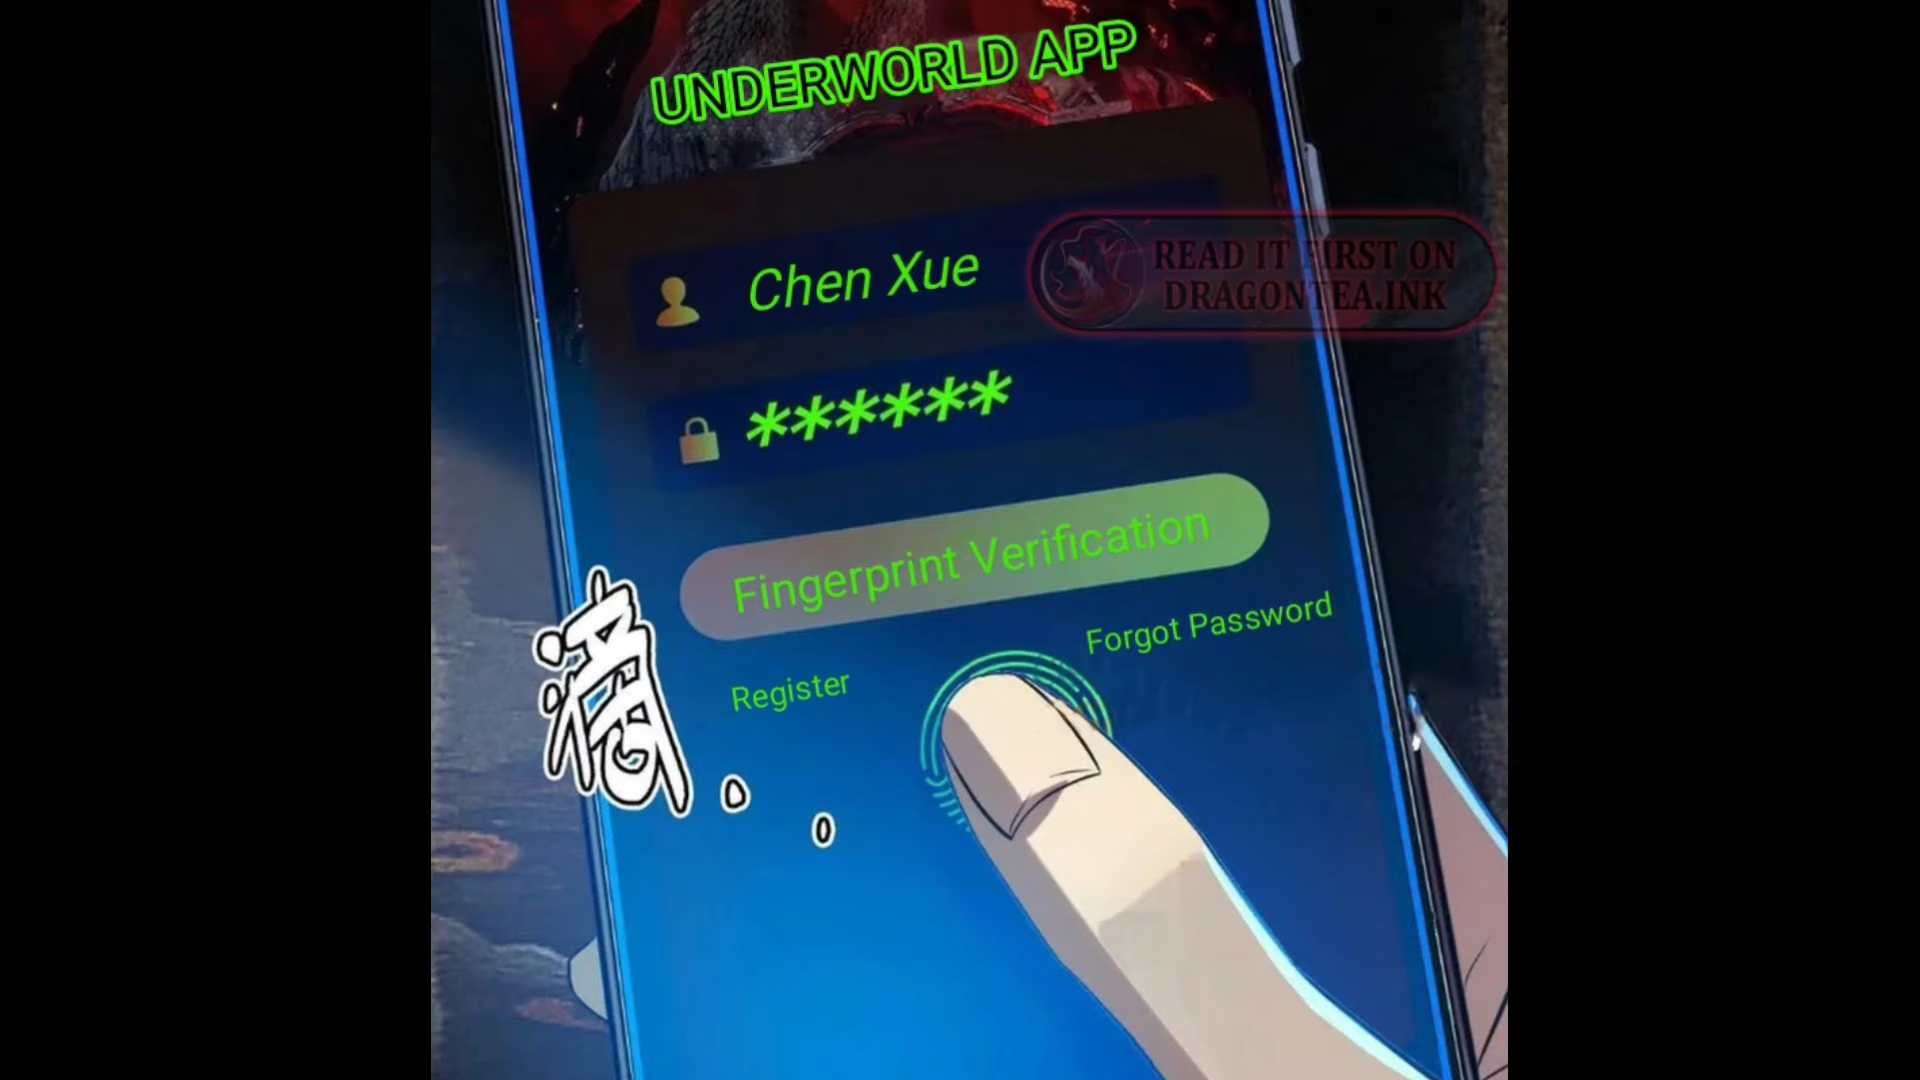 UNDERWORLD APP
Chen Xue
READ IT FIRST ON
DRAGONTEA.INK
******
Fingerprint Verification
Forgot Password
Register
滴